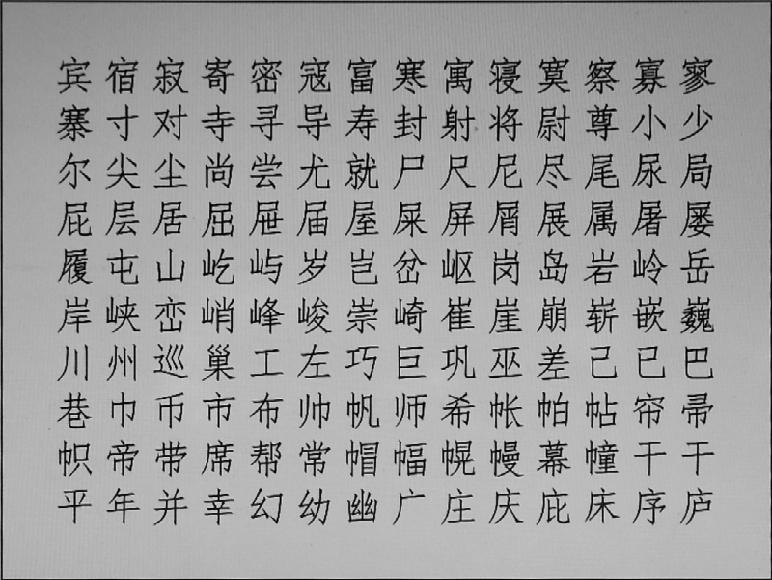 宾宿寂寄密寇富寒寓寝寞察寡寥
寨寸对寺寻导寿封射将尉尊小少
尔尖尘尚尝尤就尸尺尼尽尾尿局
屁层居屈屉届屋屎屏屑展属屠屡
履屯山屹屿岁岂岔岖岗岛岩岭岳
岸峡峦峭峰峻崇崎崔崖崩崭嵌巍
川州巡巢工左巧巨巩巫差己已巴
巷巾币市布帅帆师希帐帕帖帘帚
帜帝带席帮常帽幅幌幔幕幢干干
平年并幸幻幼幽广庄庆庇床序庐